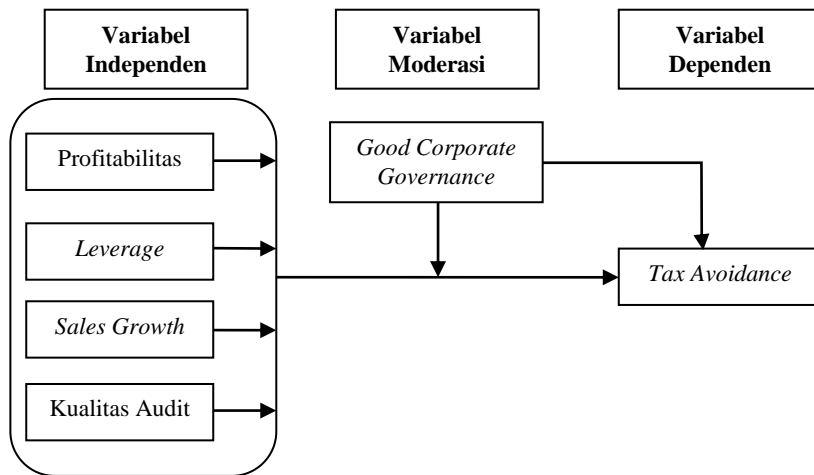 Variabel
Independen
Variabel
Moderasi
Variabel
Dependen
Profitabilitas
Good Corporate
Governance
Leverage
Tax Avoidance
Sales Growth
Kualitas Audit